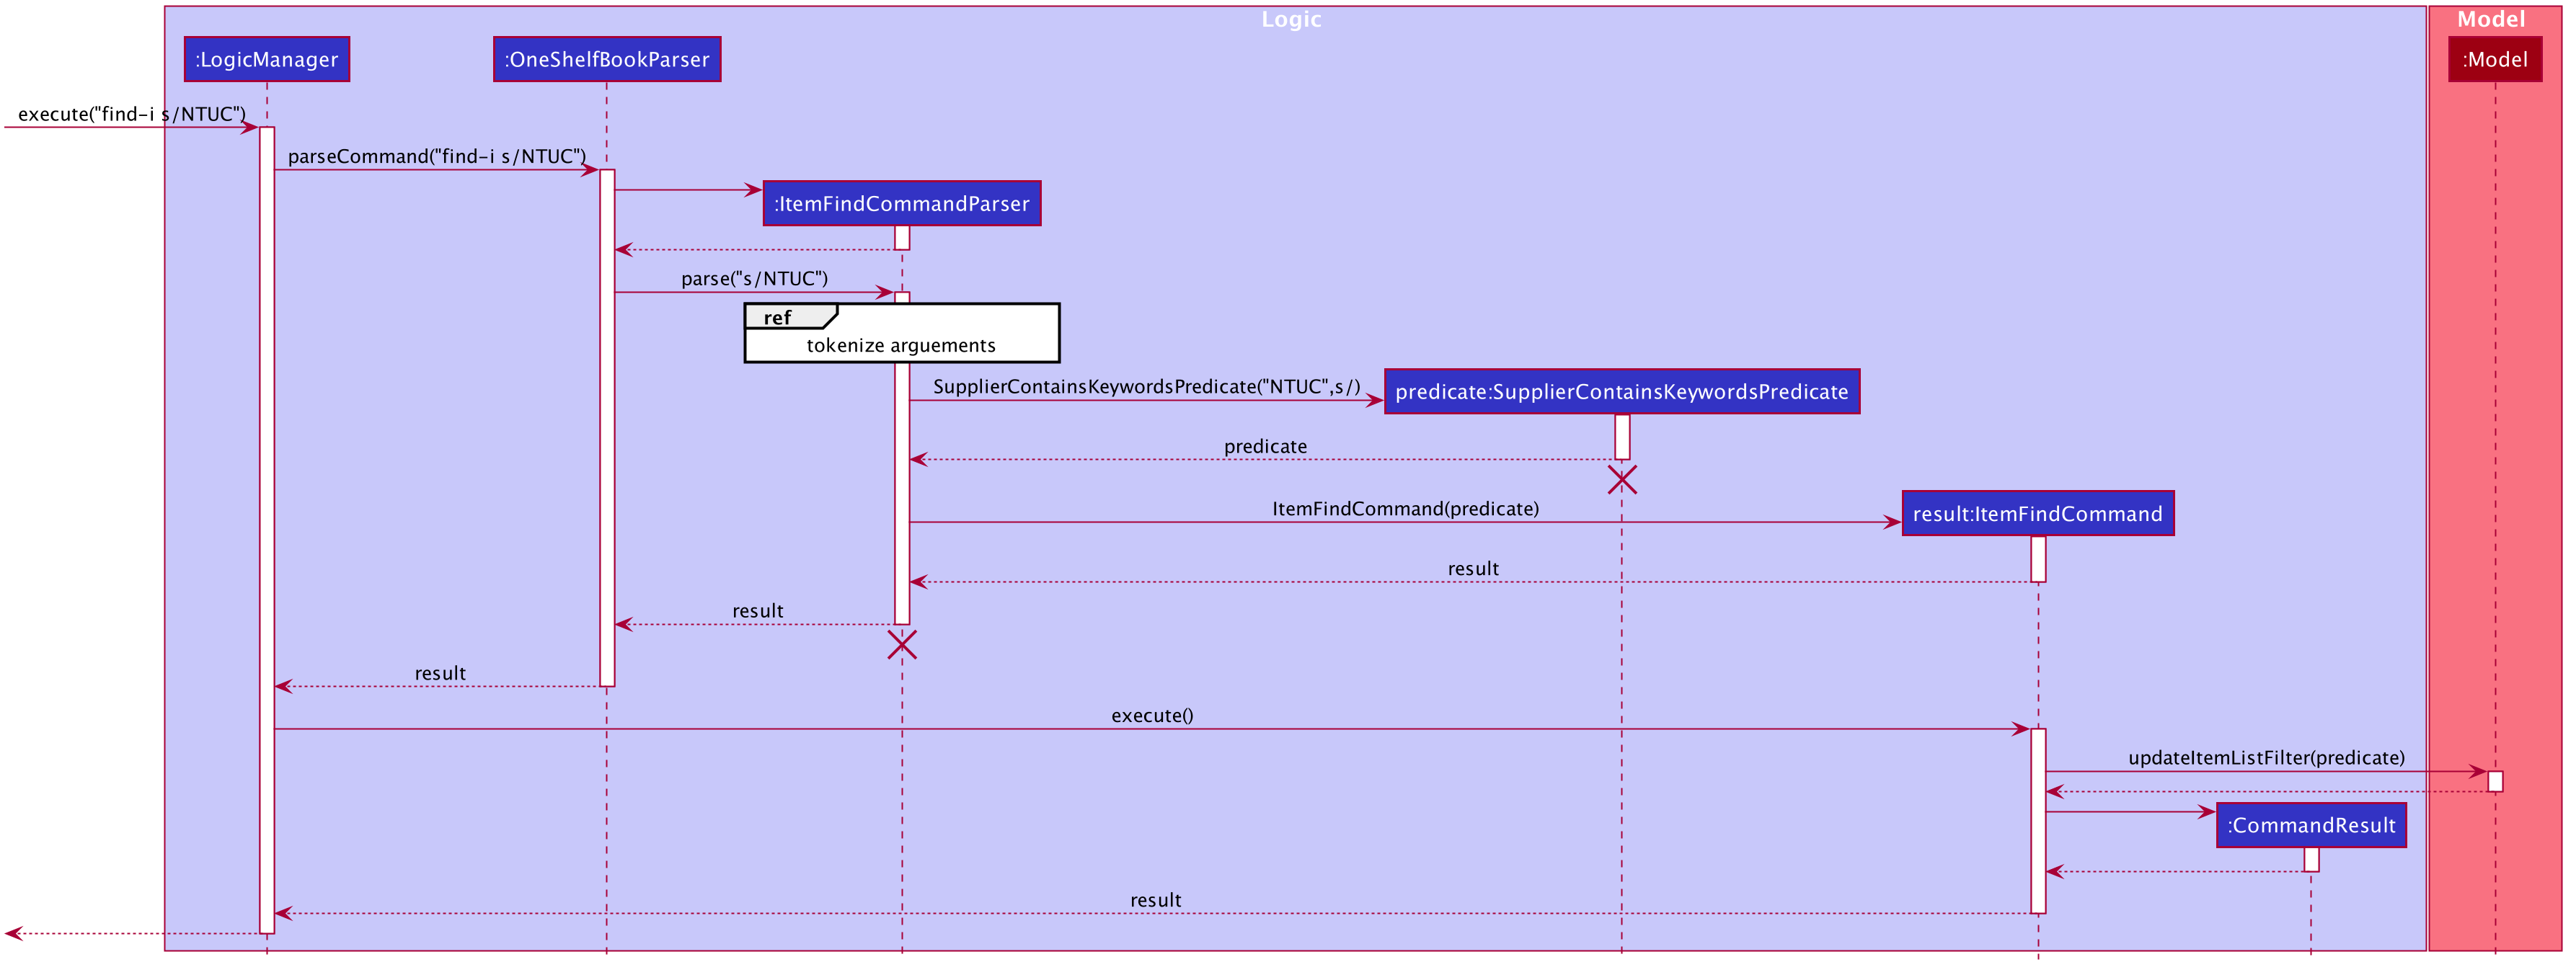 Logic
Model
:LogicManager
:OneShelfBookParser
:Model
execute("find-i s/NTUC")
parseCommand("find-i s/NTUC")
:ItemFindCommandParser
parse("s/NTUC")
ref
tokenize arguements
SupplierContainsKeywordsPredicate("NTUC",s/)
predicate:SupplierContainsKeywordsPredicate
predicate
ItemFindCommand(predicate)
result:ItemFindCommand
result
result
result
execute()
updateItemListFilter(predicate)
:CommandResult
result